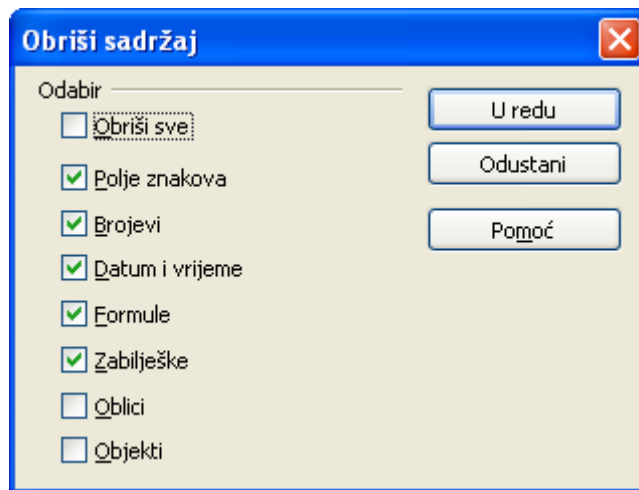 Obriši sadržaj
Odabir
Obriši sve
Polje znakova
Brojevi
Datum i vrijeme
Formule
Zabilješke
Oblici
Objekti
U redu
Odustani
Pomoć